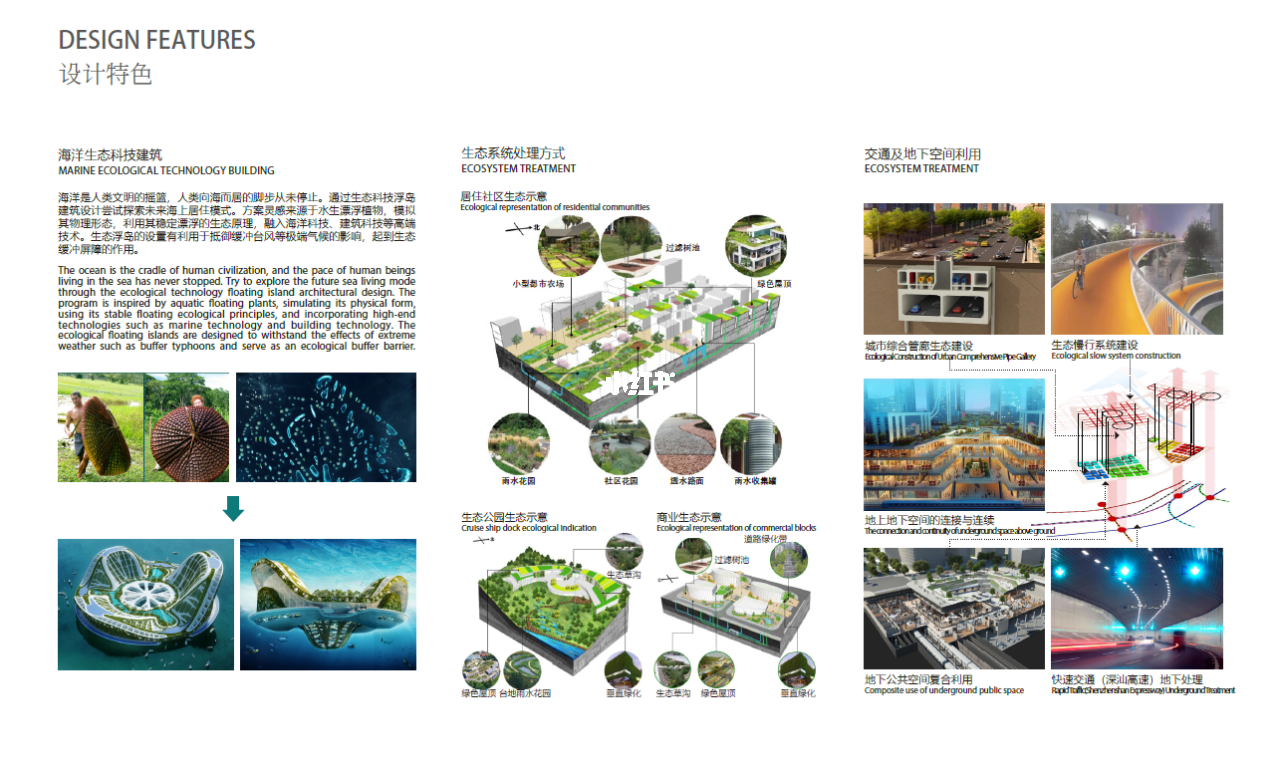 DESIGN FEATURES
设计特色
海洋生态科技建筑
MARINE ECOLOGICAL TECHNOLOGY BUILDING
海洋是人类文明的摇篮，人类向海而居的脚步从未停止。通过生态科技浮岛
建筑设计尝试探索未来海上居住模式。方案灵感来源于水生漂浮植物，模拟
其物理形态，利用其稳定漂浮的生态原理，融入海洋科技、建筑科技等高端
技术。生态浮岛的设置有利于抵御缓冲台风等极端气候的影响，起到生态
缓冲屏障的作用。
The ocean is the cradle of human civilization, and the pace of human beings
living in the sea has never stopped. Try to explore the future sea living mode
through the ecological technology floating island architectural design. The
program is inspired by aquatic floating plants, simulating its physical form,
using its stable floating ecological principles, and incorporating high-end
technologies such as marine technology and building technology. The
ecological floating islands are designed to withstand the effects of extreme
weather such as buffer typhoons and serve as an ecological buffer barrier.
生态系统处理方式
ECOSYSTEM TREATMENT
居住社区生态示意
Ecological representation of residential communities
北
过滤树池
小型都市农场
绿色屋顶
小红书
雨水花园
社区花园
透水路面
雨水收集罐
生态公园生态示意
Cruise ship dock ecological indication
生态草沟
绿色屋顶
台地雨水花园
垂直绿化
商业生态示意
Ecological representation of commercial blocks
道路绿化带
过滤树池
生态草沟
绿色屋顶
垂直绿化
交通及地下空间利用
ECOSYSTEM TREATMENT
城市综合管廊生态建设
Ecological Construction of Urban Comprehensive Pipe Gallery
生态慢行系统建设
Ecological slow system construction
地上地下空间的连接与连续
The connection and continuity of underground space above ground
地下公共空间复合利用
Composite use of underground public space
快速交通（深汕高速）地下处理
Rapid Traffic(Shenzhenshan Expressway) Underground Treatment